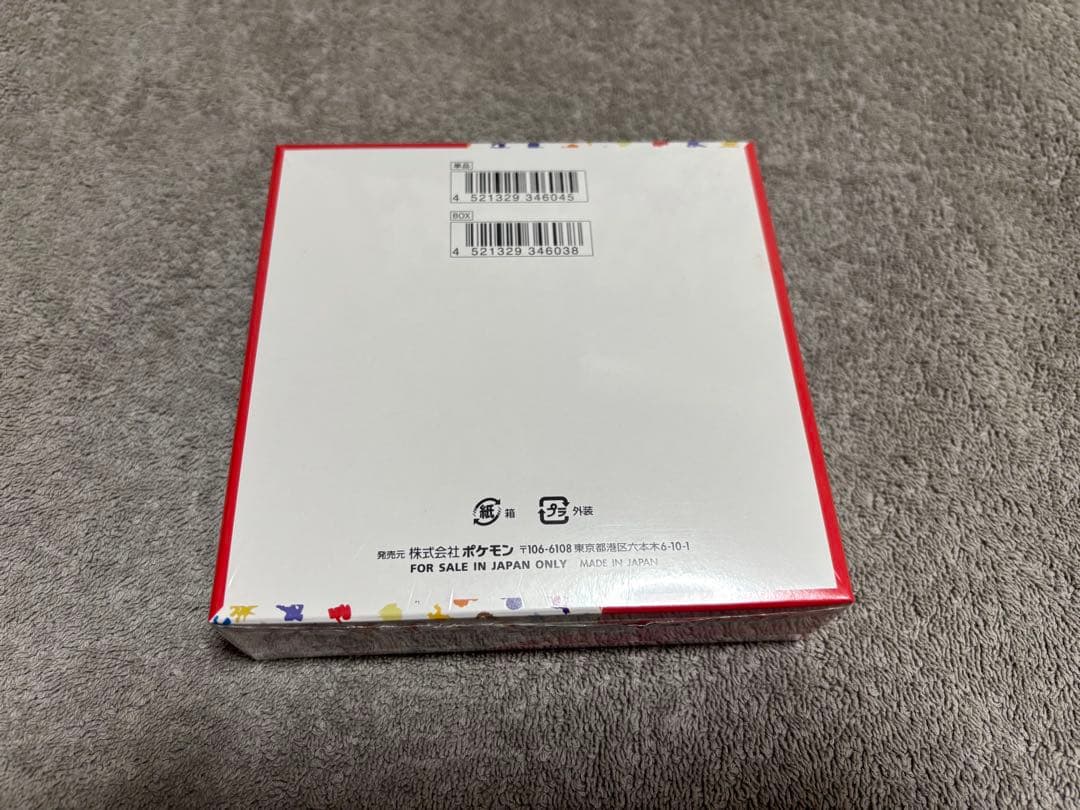 単品
4 521329 346045
BOX
4 521329 346038
紙 箱 プラ 外装
発売元 株式会社 ポケモン 〒106-6108 東京都港区六本木6-10-1
FOR SALE IN JAPAN ONLY MADE IN JAPAN